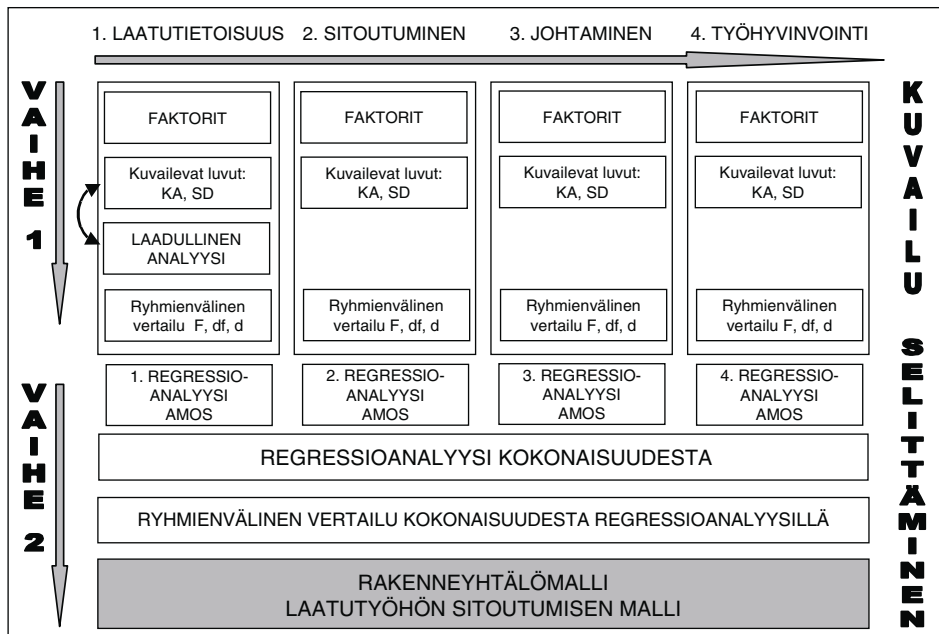 1. LAATUTIETOISUUS
2. SITOUTUMINEN
3. JOHTAMINEN
4. TYÖHYVINVOINTI
VAIHE 1
KUVAILU
FAKTORIT
FAKTORIT
FAKTORIT
FAKTORIT
Kuvailevat luvut:
KA, SD
Kuvailevat luvut:
KA, SD
Kuvailevat luvut:
KA, SD
Kuvailevat luvut:
KA, SD
LAADULLINEN
ANALYYSI
Ryhmienvälinen
vertailu F, df, d
Ryhmienvälinen
vertailu F, df, d
Ryhmienvälinen
vertailu F, df, d
Ryhmienvälinen
vertailu F, df, d
VAIHE 2
SELITTÄMINEN
1. REGRESSIO-
ANALYYSI
AMOS
2. REGRESSIO-
ANALYYSI
AMOS
3. REGRESSIO-
ANALYYSI
AMOS
4. REGRESSIO-
ANALYYSI
AMOS
REGRESSIOANALYYSI KOKONAISUUDESTA
RYHMIENVÄLINEN VERTAILU KOKONAISUUDESTA REGRESSIOANALYYSILLÄ
RAKENNEYHTÄLÖMALLI
LAATUTYÖHÖN SITOUTUMISEN MALLI